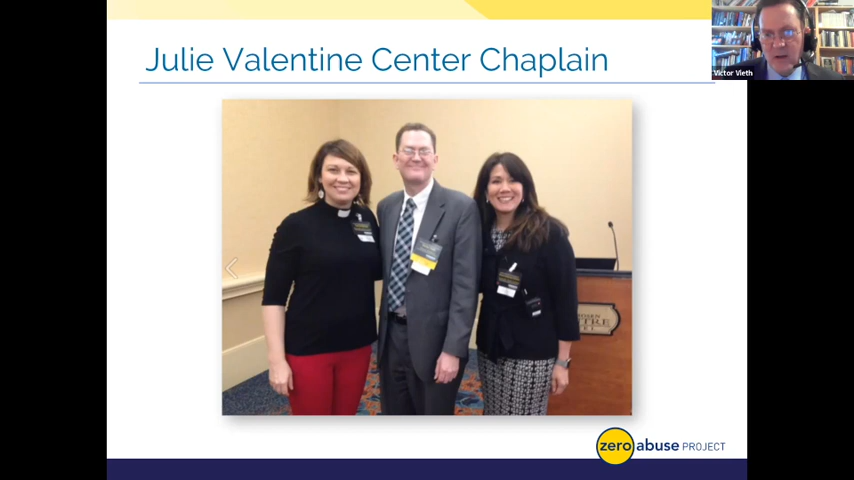 Julie Valentine Center Chaplain
Victor Vieth
zero abuse PROJECT